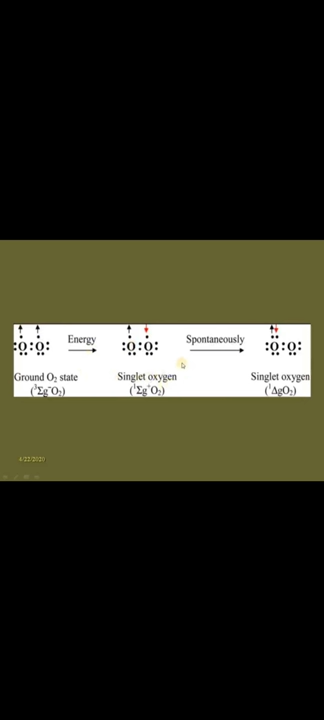 Energy Spontaneously
:O:O: :O:O: :O:O:
Ground O₂ state Singlet oxygen Singlet oxygen
(³Σg⁻O₂) (¹Σg⁺O₂) (¹ΔgO₂)
4/22/2020